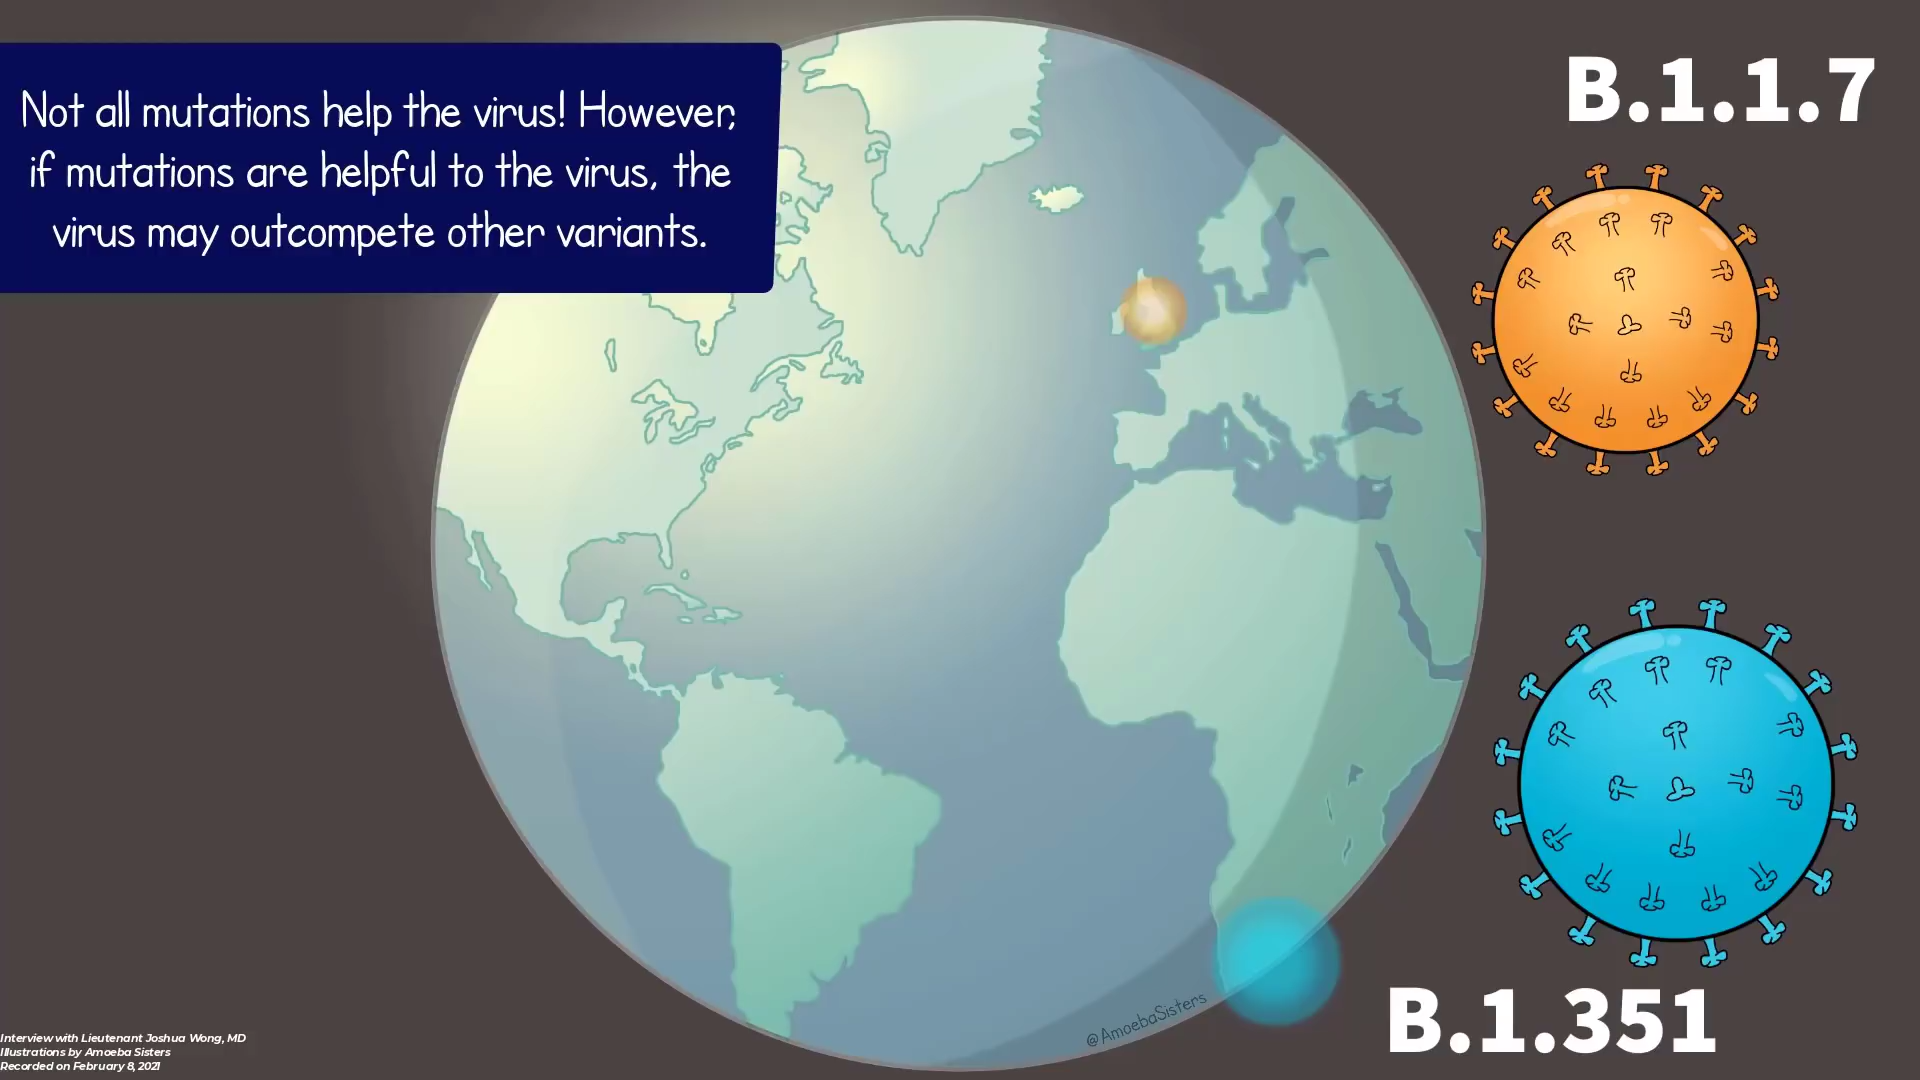 Not all mutations help the virus! However,
if mutations are helpful to the virus, the
virus may outcompete other variants.
B.1.1.7
B.1.351
@AmoebaSisters
Interview with Lieutenant Joshua Wong, MD
Illustrations by Amoeba Sisters
Recorded on February 8, 2021